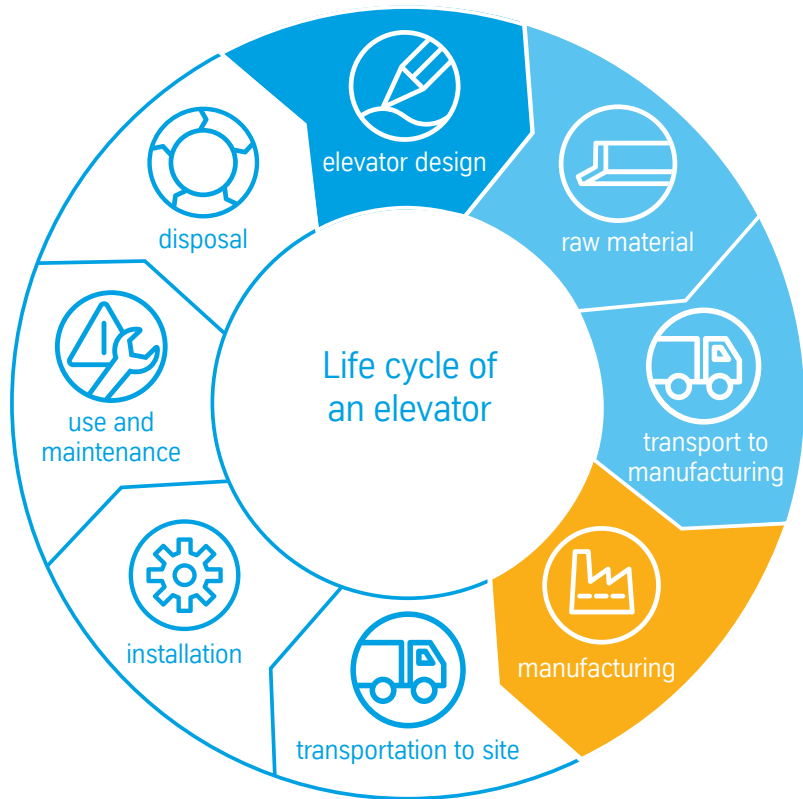 Life cycle of
an elevator
elevator design
raw material
transport to
manufacturing
manufacturing
transportation to site
installation
use and
maintenance
disposal